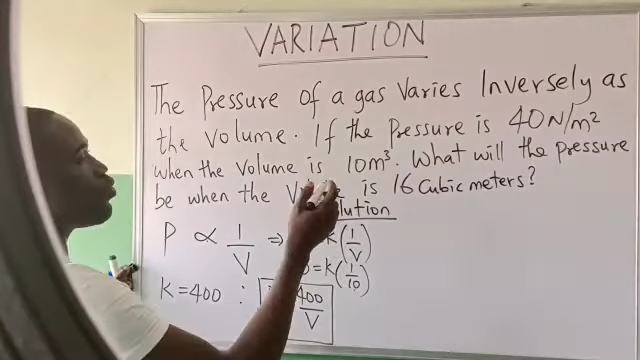 VARIATION
The Pressure of a gas Varies Inversely as
the Volume. If the Pressure is 40N/m²
when the Volume is 10m³. What will the Pressure
be when the V is 16 Cubic meters?
lution
P ∝ 1/V ⇒ k(1/V)
0 = k(1/10)
K = 400 : 400/V